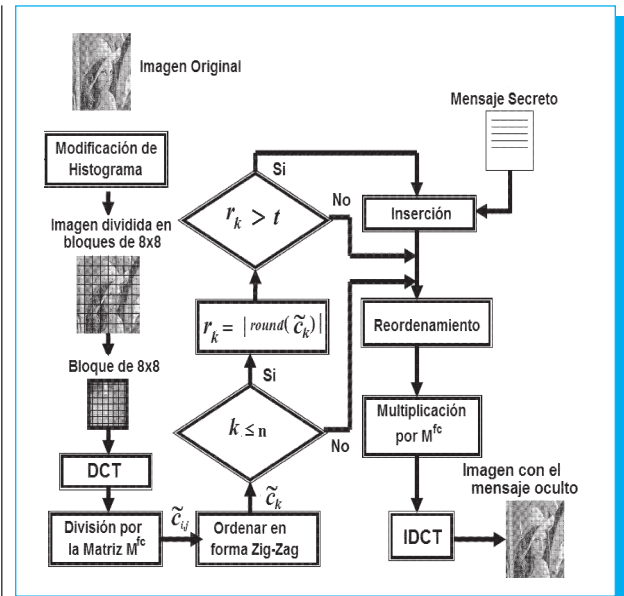 Imagen Original
Modificación de
Histograma
Imagen dividida en
bloques de 8x8
Bloque de 8x8
DCT
División por
la Matriz M^fc
c̃_i,j
Ordenar en
forma Zig-Zag
c̃_k
k ≤ n
Si
No
r_k = |round(c̃_k)|
r_k > t
Si
No
Mensaje Secreto
Inserción
Reordenamiento
Multiplicación
por M^fc
IDCT
Imagen con el
mensaje oculto